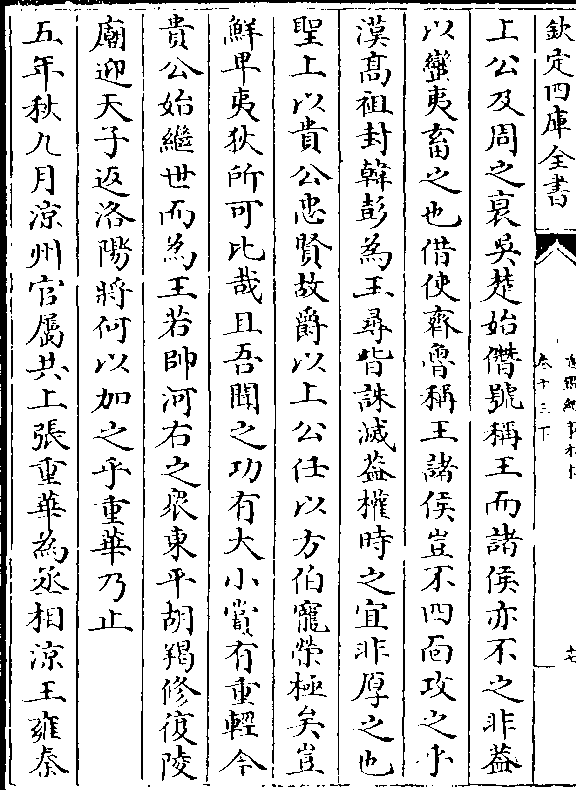 欽定四庫全書
卷十三下
上公及周之衰吳楚始僭號稱王而諸侯亦不之非葢
以蠻夷畜之也借使齊魯稱王諸侯豈不四面攻之乎
漢髙祖封韓彭為王尋皆誅滅葢權時之宜非厚之也
聖上以貴公忠賢故爵以上公任以方伯寵榮極矣豈
鮮卑夷狄所可比哉且吾聞之功有大小賞有重輕今
貴公始繼世而為王若帥河右之衆東平胡羯修復陵
廟迎天子返洛陽將何以加之乎重華乃止
五年秋九月涼州官屬共上張重華為丞相涼王雍秦